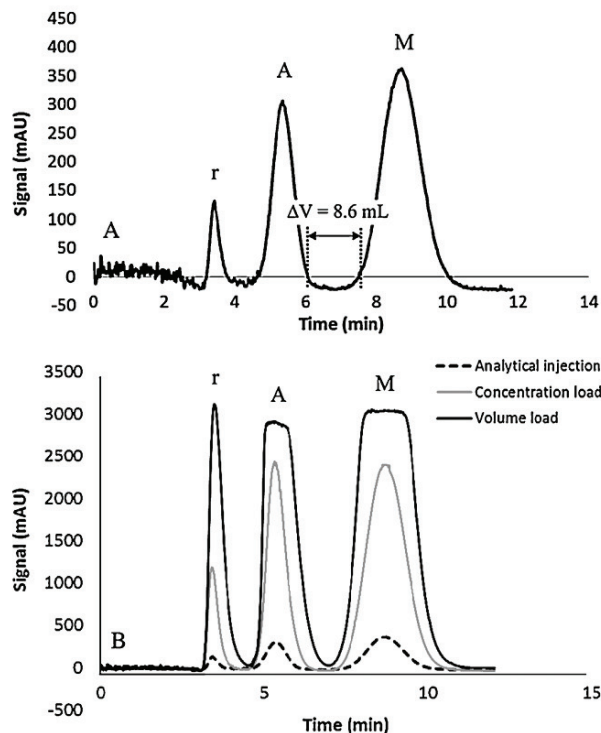 450
400
350
300
250
200
150
100
50
0
-50
Signal (mAU)
A
r
A
M
ΔV = 8.6 mL
0 2 4 6 8 10 12 14
Time (min)
3500
3000
2500
2000
1500
1000
500
0
-500
Signal (mAU)
B
r
A
M
Analytical injection
Concentration load
Volume load
0 5 10 15
Time (min)